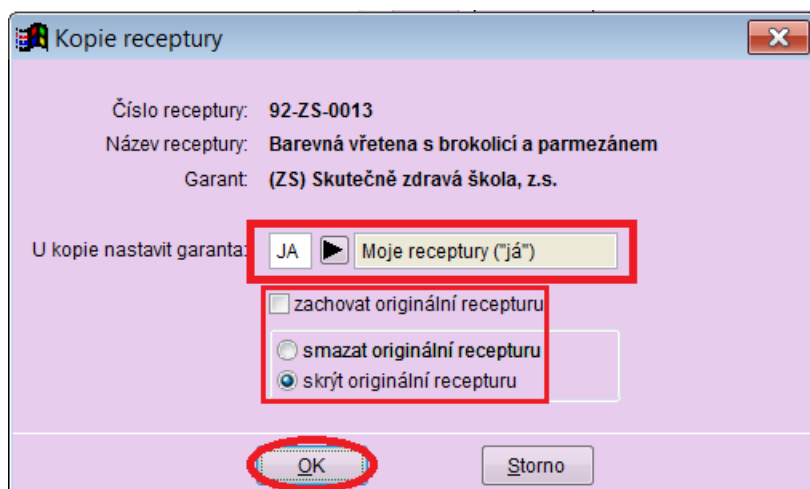 Kopie receptury
Číslo receptury: 92-ZS-0013
Název receptury: Barevná vřetena s brokolicí a parmezánem
Garant: (ZS) Skutečně zdravá škola, z.s.
U kopie nastavit garanta: JA Moje receptury ("já")
zachovat originální recepturu
smazat originální recepturu
skrýt originální recepturu
OK Storno